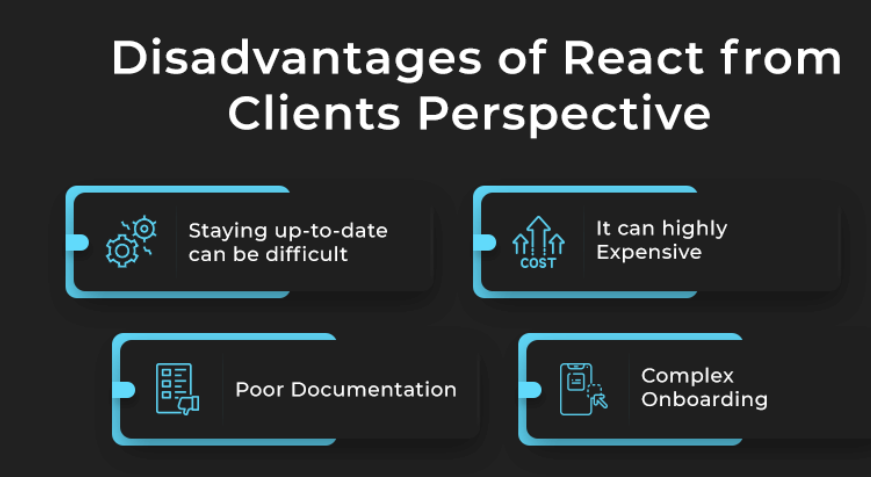 Disadvantages of React from
Clients Perspective
Staying up-to-date
can be difficult
COST
It can highly
Expensive
Poor Documentation
Complex
Onboarding